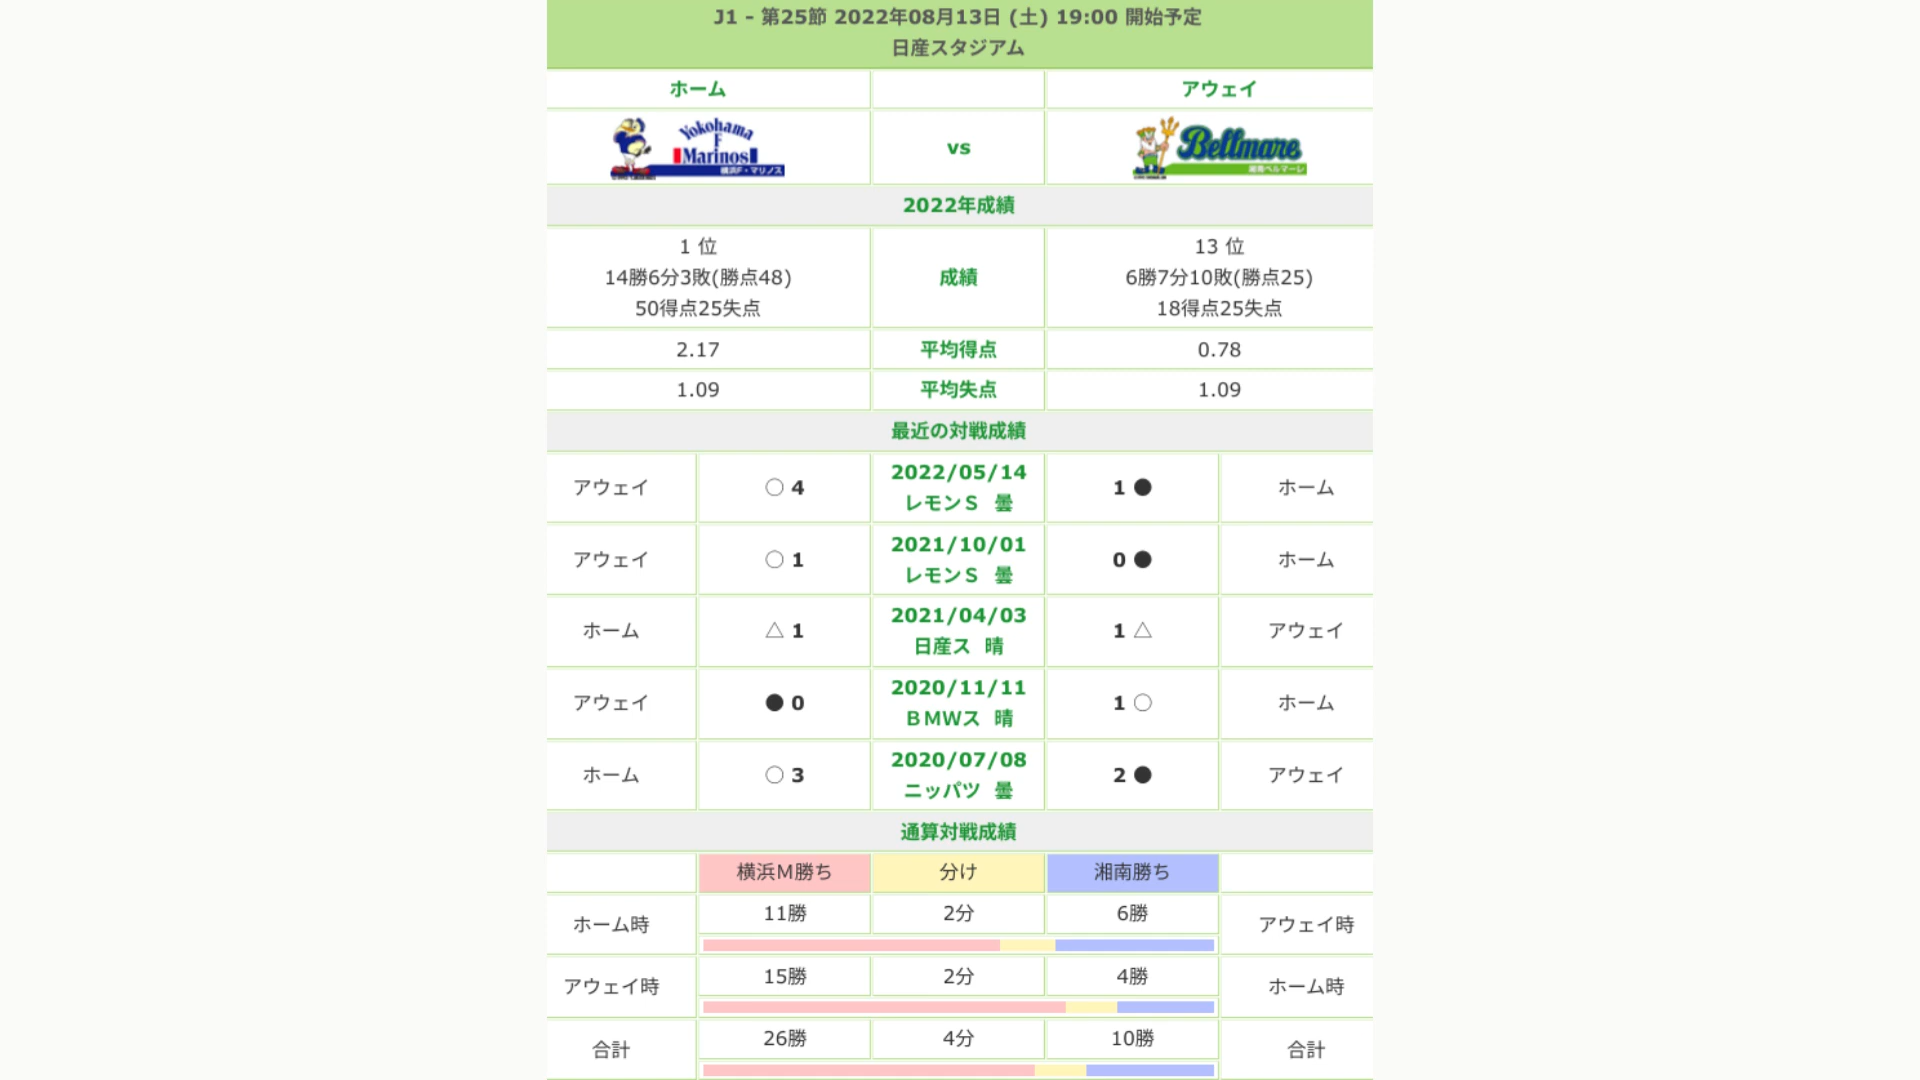 J1 - 第25節 2022年08月13日 (土) 19:00 開始予定
日産スタジアム
ホーム アウェイ
Yokohama
F
Marinos
横浜F・マリノス
vs
Bellmare
湘南ベルマーレ
2022年成績
1 位 13 位
14勝6分3敗(勝点48) 成績 6勝7分10敗(勝点25)
50得点25失点 18得点25失点
2.17 平均得点 0.78
1.09 平均失点 1.09
最近の対戦成績
アウェイ ○ 4 2022/05/14 1 ● ホーム
レモンS 曇
アウェイ ○ 1 2021/10/01 0 ● ホーム
レモンS 曇
ホーム △ 1 2021/04/03 1 △ アウェイ
日産ス 晴
アウェイ ● 0 2020/11/11 1 ○ ホーム
BMWス 晴
ホーム ○ 3 2020/07/08 2 ● アウェイ
ニッパツ 曇
通算対戦成績
横浜M勝ち 分け 湘南勝ち
ホーム時 11勝 2分 6勝 アウェイ時
アウェイ時 15勝 2分 4勝 ホーム時
合計 26勝 4分 10勝 合計